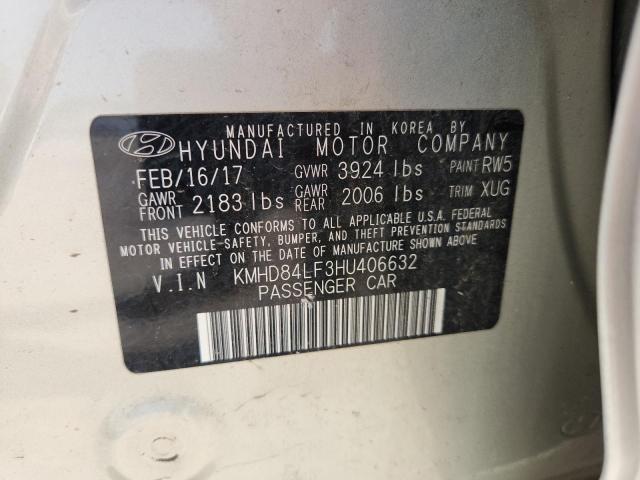 MANUFACTURED IN KOREA BY
HYUNDAI MOTOR COMPANY
FEB/16/17 GVWR 3924 lbs PAINT RW5
GAWR FRONT 2183 lbs GAWR REAR 2006 lbs TRIM XUG
THIS VEHICLE CONFORMS TO ALL APPLICABLE U.S.A. FEDERAL
MOTOR VEHICLE-SAFETY, BUMPER, AND THEFT PREVENTION STANDARDS
IN EFFECT ON THE DATE OF MANUFACTURE SHOWN ABOVE.
V.I.N KMHD84LF3HU406632
PASSENGER CAR